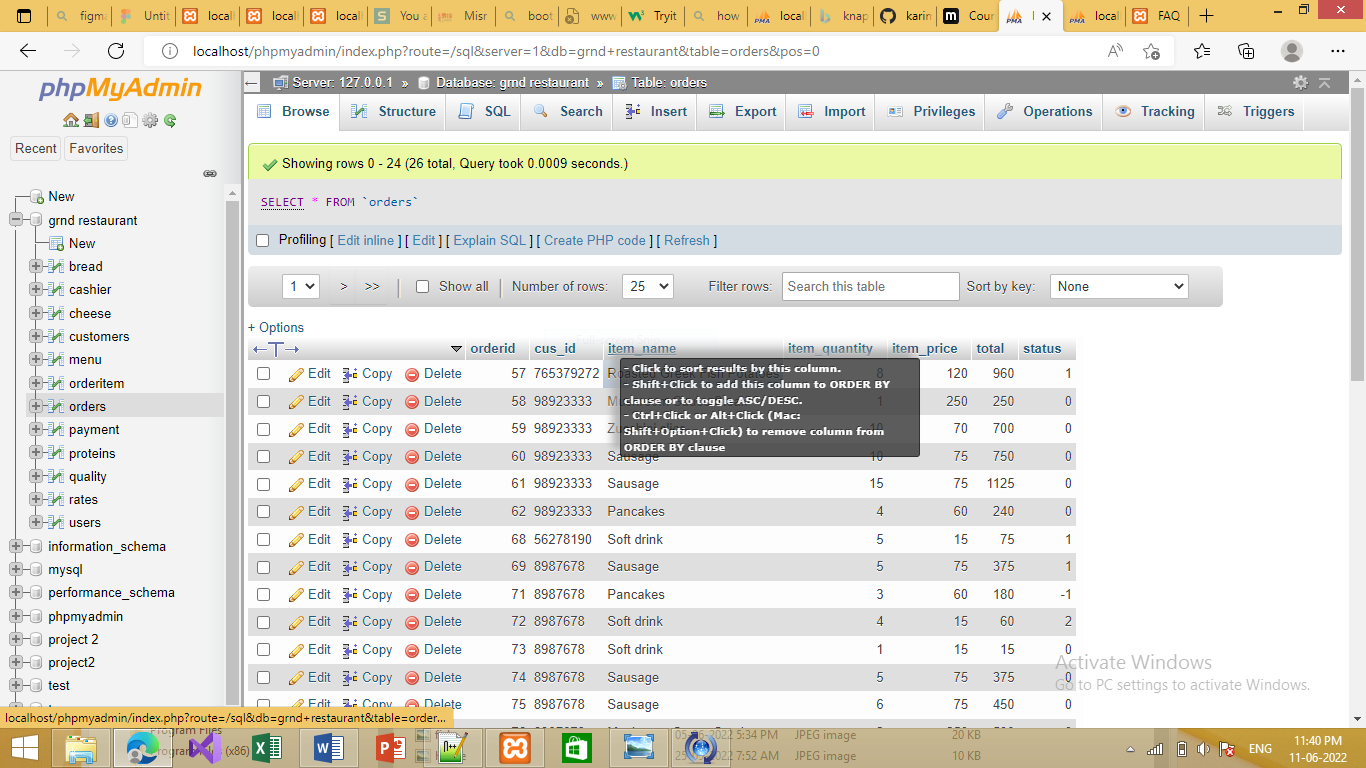 figm
Untit
local
local
local
You a
Misr
boot
www
Tryit
how
local
knap
karin
Cour
local
FAQ
localhost/phpmyadmin/index.php?route=/sql&server=1&db=grnd+restaurant&table=orders&pos=0
phpMyAdmin
Server: 127.0.0.1 » Database: grnd restaurant » Table: orders
Browse Structure SQL Search Insert Export Import Privileges Operations Tracking Triggers
Recent Favorites
New
grnd restaurant
New
bread
cashier
cheese
customers
menu
orderitem
orders
payment
proteins
quality
rates
users
information_schema
mysql
performance_schema
phpmyadmin
project 2
project2
test
Showing rows 0 - 24 (26 total, Query took 0.0009 seconds.)
SELECT * FROM `orders`
Profiling [ Edit inline ] [ Edit ] [ Explain SQL ] [ Create PHP code ] [ Refresh ]
1 > >> Show all Number of rows: 25 Filter rows: Search this table Sort by key: None
+ Options
←T→ orderid cus_id item_name item_quantity item_price total status
Edit Copy Delete 57 765379272 8 120 960 1
Edit Copy Delete 58 98923333 1 250 250 0
Edit Copy Delete 59 98923333 70 700 0
Edit Copy Delete 60 98923333 Sausage 10 75 750 0
Edit Copy Delete 61 98923333 Sausage 15 75 1125 0
Edit Copy Delete 62 98923333 Pancakes 4 60 240 0
Edit Copy Delete 68 56278190 Soft drink 5 15 75 1
Edit Copy Delete 69 8987678 Sausage 5 75 375 1
Edit Copy Delete 71 8987678 Pancakes 3 60 180 -1
Edit Copy Delete 72 8987678 Soft drink 4 15 60 2
Edit Copy Delete 73 8987678 Soft drink 1 15 15 0
Edit Copy Delete 74 8987678 Sausage 5 75 375 0
Edit Copy Delete 75 8987678 Sausage 6 75 450 0
- Click to sort results by this column.
- Shift+Click to add this column to ORDER BY
clause or to toggle ASC/DESC.
- Ctrl+Click or Alt+Click (Mac:
Shift+Option+Click) to remove column from
ORDER BY clause
Activate Windows
Go to PC settings to activate Windows.
localhost/phpmyadmin/index.php?route=/sql&db=grnd+restaurant&table=order...
Program Files
(x86)
2022 5:34 PM JPEG image 20 KB
2022 7:52 AM JPEG image 10 KB
ENG
11:40 PM
11-06-2022